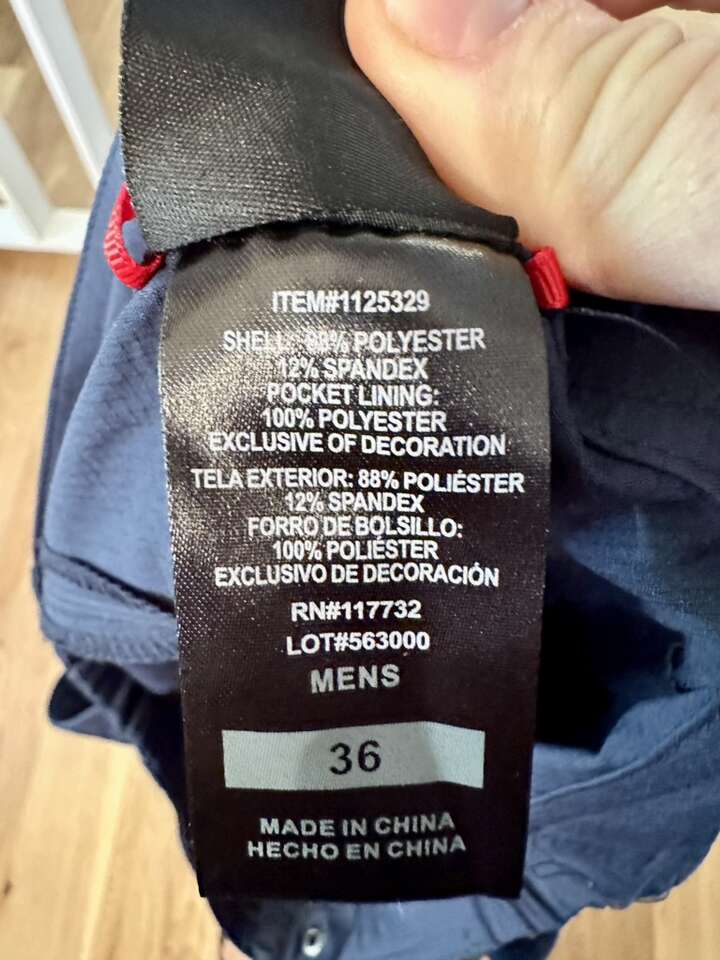 ITEM#1125329
SHELL: 88% POLYESTER
12% SPANDEX
POCKET LINING:
100% POLYESTER
EXCLUSIVE OF DECORATION
TELA EXTERIOR: 88% POLIÉSTER
12% SPANDEX
FORRO DE BOLSILLO:
100% POLIÉSTER
EXCLUSIVO DE DECORACIÓN
RN#117732
LOT#563000
MENS
36
MADE IN CHINA
HECHO EN CHINA